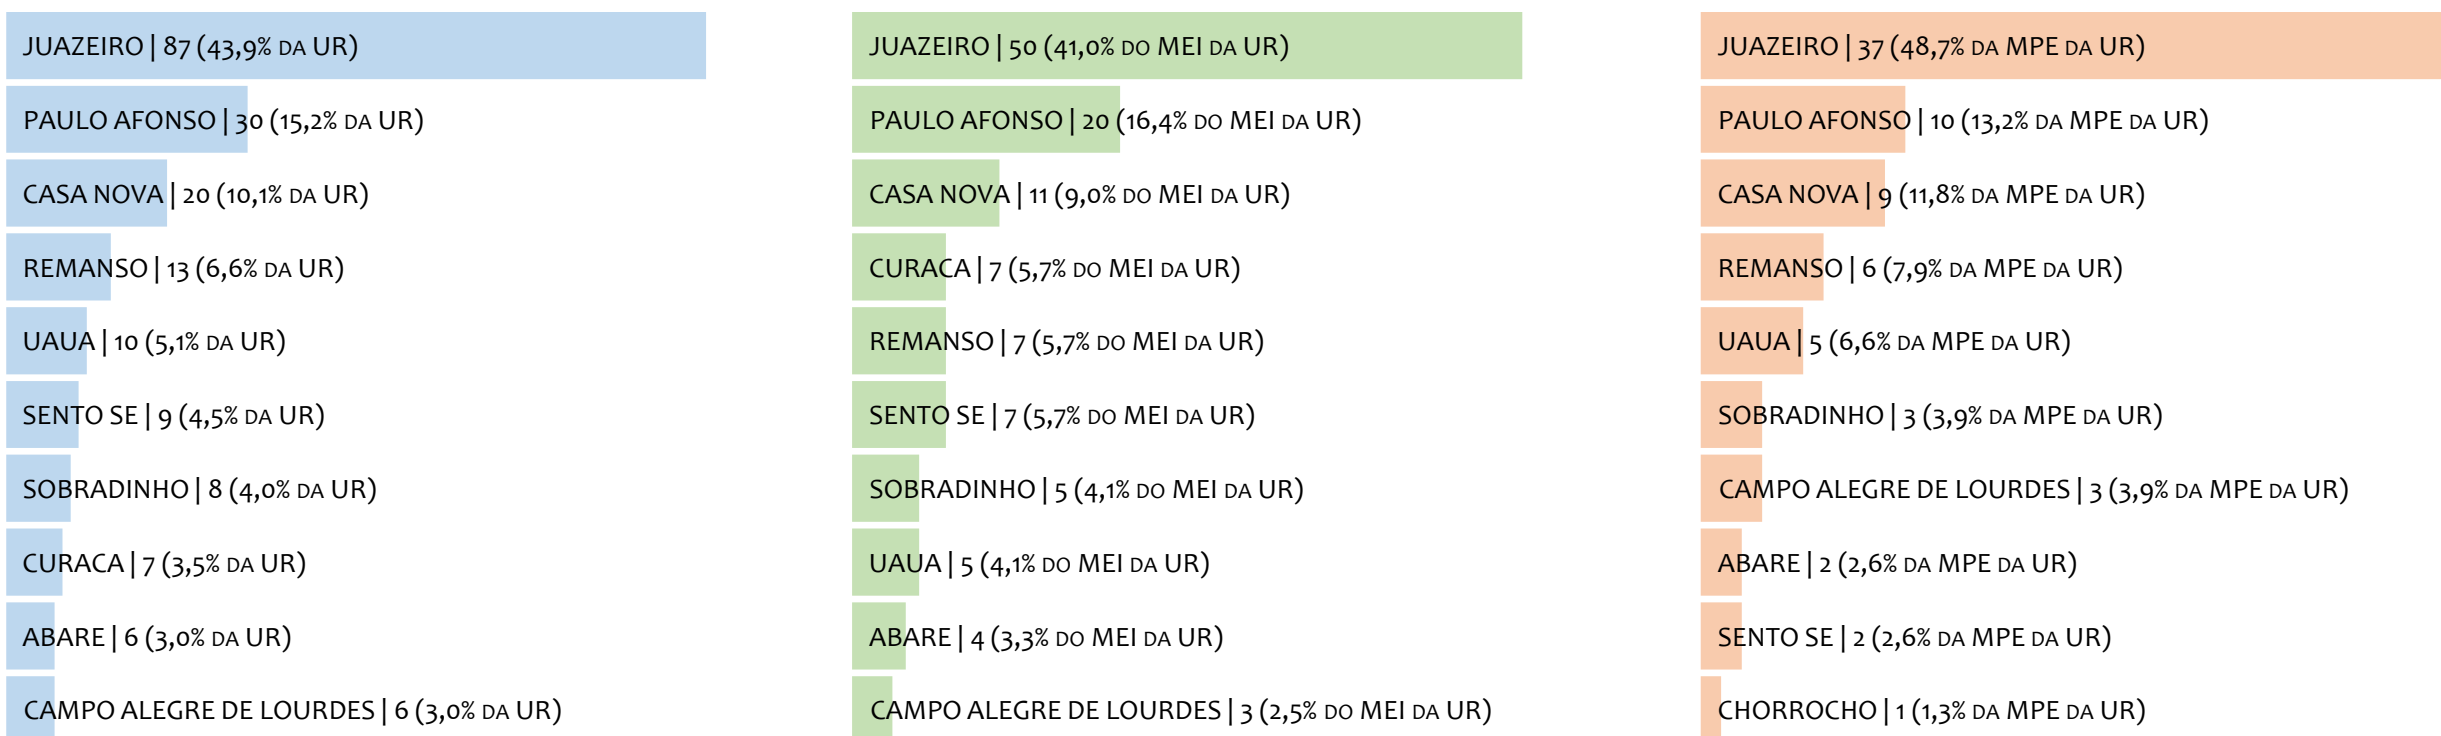 JUAZEIRO | 87 (43,9% DA UR)
PAULO AFONSO | 30 (15,2% DA UR)
CASA NOVA | 20 (10,1% DA UR)
REMANSO | 13 (6,6% DA UR)
UAUA | 10 (5,1% DA UR)
SENTO SE | 9 (4,5% DA UR)
SOBRADINHO | 8 (4,0% DA UR)
CURACA | 7 (3,5% DA UR)
ABARE | 6 (3,0% DA UR)
CAMPO ALEGRE DE LOURDES | 6 (3,0% DA UR)
JUAZEIRO | 50 (41,0% DO MEI DA UR)
PAULO AFONSO | 20 (16,4% DO MEI DA UR)
CASA NOVA | 11 (9,0% DO MEI DA UR)
CURACA | 7 (5,7% DO MEI DA UR)
REMANSO | 7 (5,7% DO MEI DA UR)
SENTO SE | 7 (5,7% DO MEI DA UR)
SOBRADINHO | 5 (4,1% DO MEI DA UR)
UAUA | 5 (4,1% DO MEI DA UR)
ABARE | 4 (3,3% DO MEI DA UR)
CAMPO ALEGRE DE LOURDES | 3 (2,5% DO MEI DA UR)
JUAZEIRO | 37 (48,7% DA MPE DA UR)
PAULO AFONSO | 10 (13,2% DA MPE DA UR)
CASA NOVA | 9 (11,8% DA MPE DA UR)
REMANSO | 6 (7,9% DA MPE DA UR)
UAUA | 5 (6,6% DA MPE DA UR)
SOBRADINHO | 3 (3,9% DA MPE DA UR)
CAMPO ALEGRE DE LOURDES | 3 (3,9% DA MPE DA UR)
ABARE | 2 (2,6% DA MPE DA UR)
SENTO SE | 2 (2,6% DA MPE DA UR)
CHORROCHO | 1 (1,3% DA MPE DA UR)